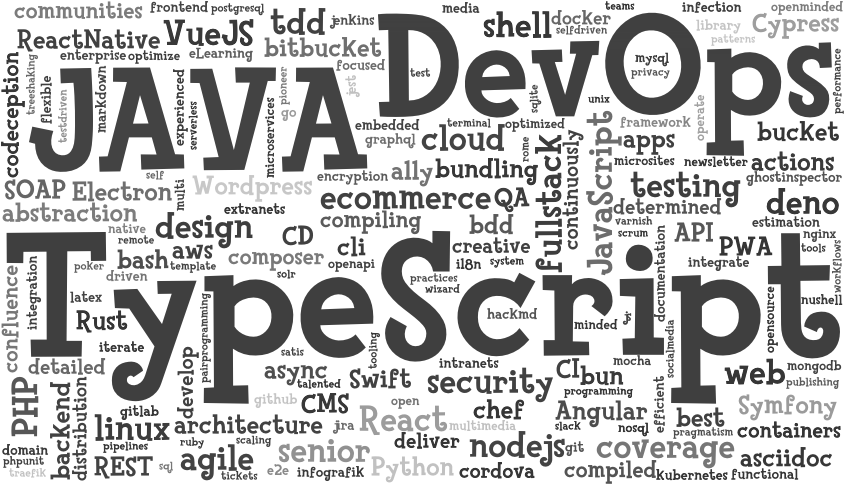 communities
frontend
postgresql
tdd
jenkins
media
shell
docker
selfdriven
teams
infection
library
patterns
openminded
Cypress
ReactNative
VueJS
bitbucket
enterprise
optimize
eLearning
focused
DevOps
test
mysql
privacy
performance
codeception
treeshaking
flexible
testdriven
markdown
JAVA
experienced
serverless
microservices
go
pioneer
jest
embedded
graphql
terminal
optimized
sqlite
rome
unix
framework
operate
cloud
apps
bucket
self
multi
encryption
ally
bundling
fullstack
continuously
JavaScript
microsites
newsletter
actions
ghostinspector
SOAP
Electron
Wordpress
ecommerce
QA
testing
deno
abstraction
extranets
compiling
determined
estimation
native
remote
design
CD
bdd
varnish
scrum
API
PWA
nginx
tools
workflows
bash
aws
template
composer
cli
openapi
creative
i18n
system
integrate
documentation
TypeScript
integration
poker
driven
solr
practices
wizard
confluence
latex
Rust
pairprogramming
hackmd
minded
jr
socialmedia
opensource
nushell
iterate
satis
tooling
detailed
async
talented
intranets
mocha
web
mongodb
publishing
PHP
backend
distribution
develop
github
CMS
Swift
security
CI
bun
programming
efficient
gitlab
linux
architecture
open
React
multimedia
chef
Angular
best
Symfony
pragmatism
containers
domain
phpunit
traefik
pipelines
REST
sql
ruby
scaling
agile
tickets
jira
senior
e2e
infografik
deliver
Python
nodejs
cordova
slack
git
nosql
coverage
compiled
kubernetes
asciidoc
functional